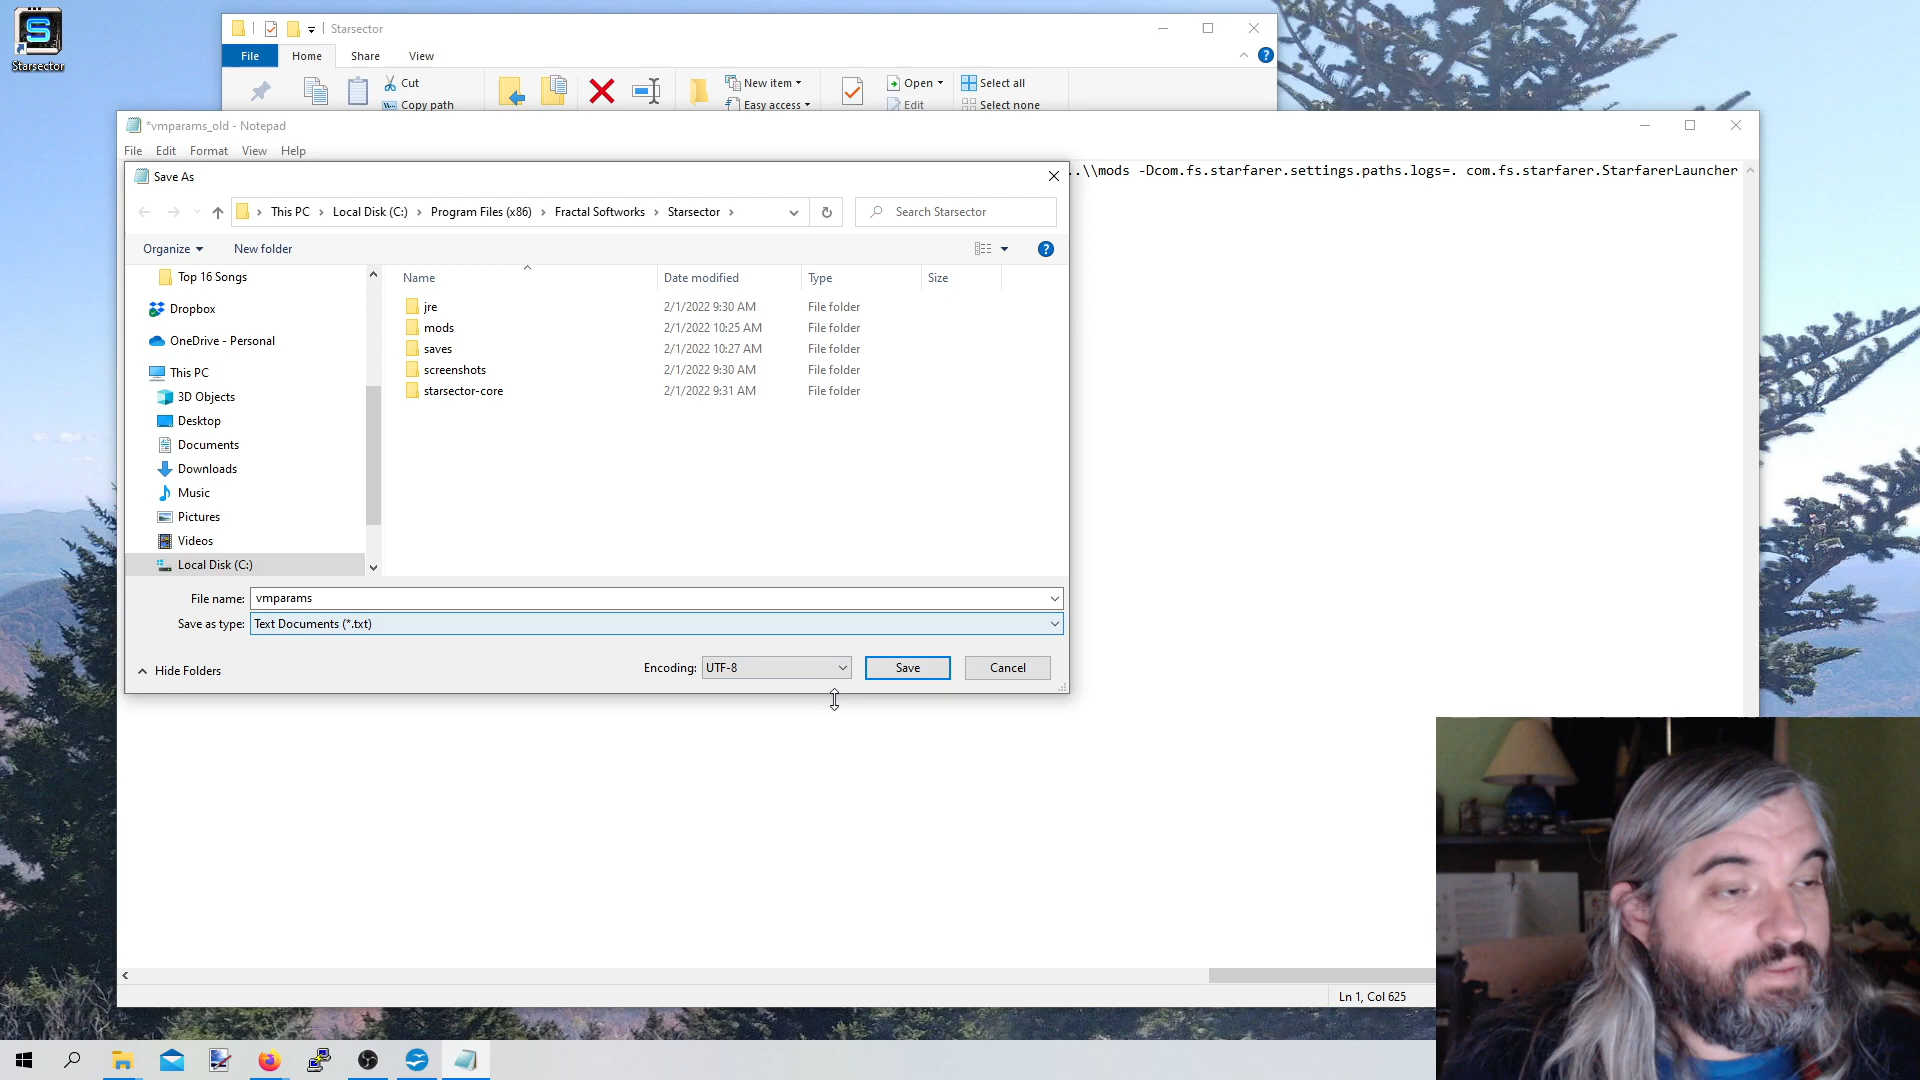 Starsector
Starsector
File Home Share View
Cut
Copy path
New item
Easy access
Open
Edit
Select all
Select none
*vmparams_old - Notepad
File Edit Format View Help
..\\mods -Dcom.fs.starfarer.settings.paths.logs=. com.fs.starfarer.StarfarerLauncher
Save As
This PC > Local Disk (C:) > Program Files (x86) > Fractal Softworks > Starsector >
Search Starsector
Organize New folder
Top 16 Songs
Dropbox
OneDrive - Personal
This PC
3D Objects
Desktop
Documents
Downloads
Music
Pictures
Videos
Local Disk (C:)
Name Date modified Type Size
jre 2/1/2022 9:30 AM File folder
mods 2/1/2022 10:25 AM File folder
saves 2/1/2022 10:27 AM File folder
screenshots 2/1/2022 9:30 AM File folder
starsector-core 2/1/2022 9:31 AM File folder
File name: vmparams
Save as type: Text Documents (*.txt)
Hide Folders
Encoding: UTF-8 Save Cancel
Ln 1, Col 625